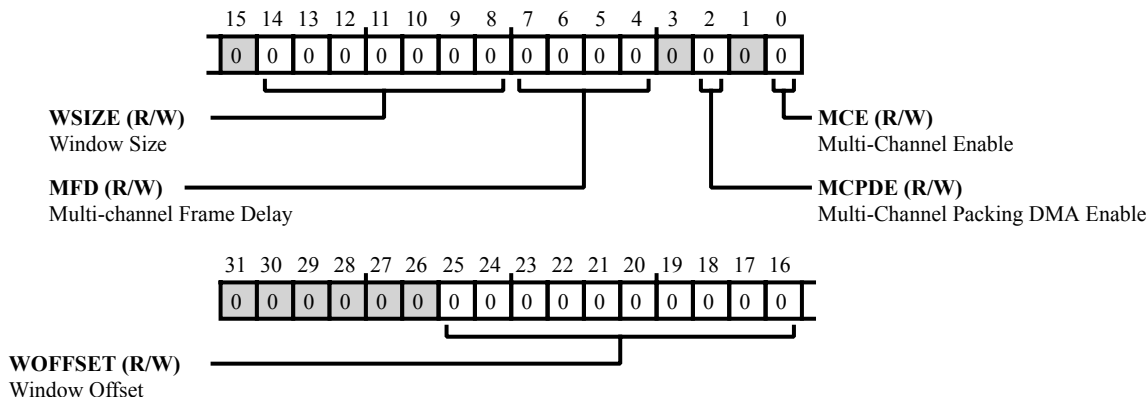 15 14 13 12 11 10 9 8 7 6 5 4 3 2 1 0
0 0 0 0 0 0 0 0 0 0 0 0 0 0 0 0
WSIZE (R/W)
Window Size
MCE (R/W)
Multi-Channel Enable
MFD (R/W)
Multi-channel Frame Delay
MCPDE (R/W)
Multi-Channel Packing DMA Enable
31 30 29 28 27 26 25 24 23 22 21 20 19 18 17 16
0 0 0 0 0 0 0 0 0 0 0 0 0 0 0 0
WOFFSET (R/W)
Window Offset